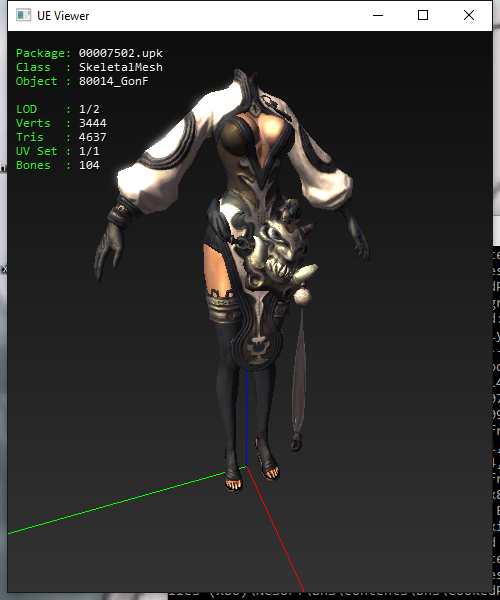 UE Viewer
Package: 00007502.upk
Class : SkeletalMesh
Object : 80014_GonF
LOD : 1/2
Verts : 3444
Tris : 4637
UV Set : 1/1
Bones : 104